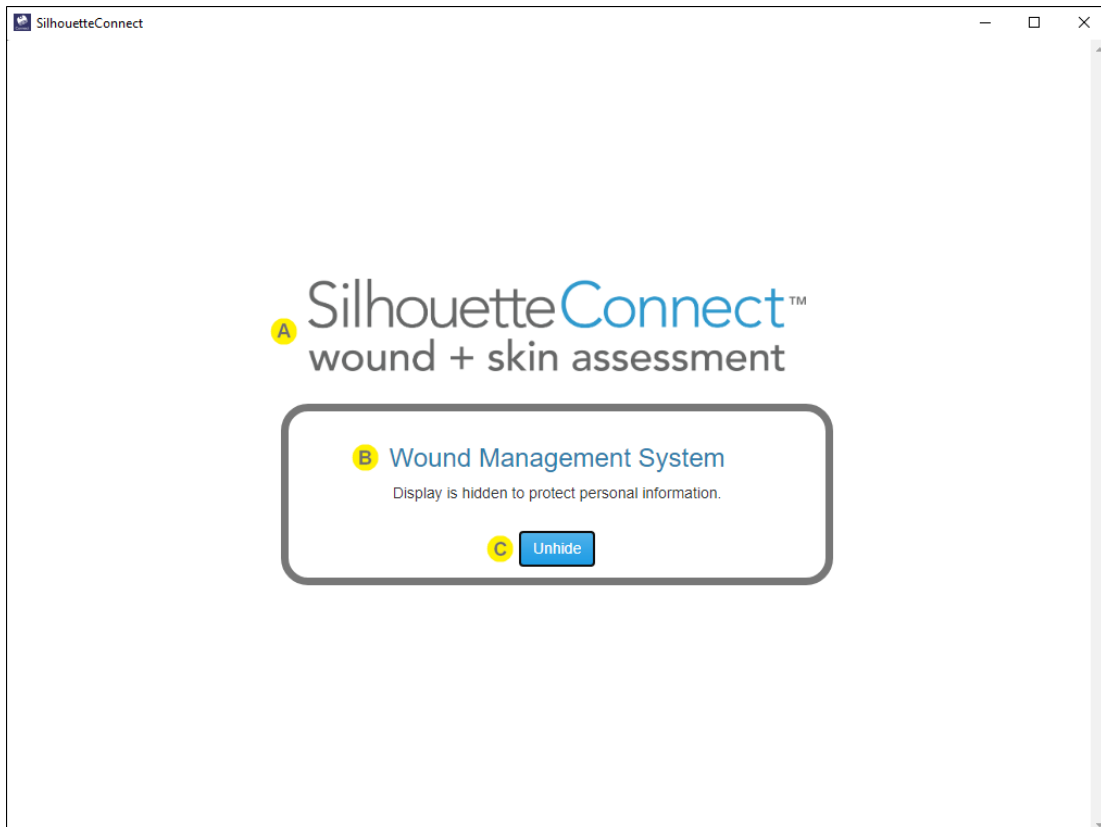 SilhouetteConnect
SilhouetteConnect™
A
wound + skin assessment
B Wound Management System
Display is hidden to protect personal information.
C Unhide